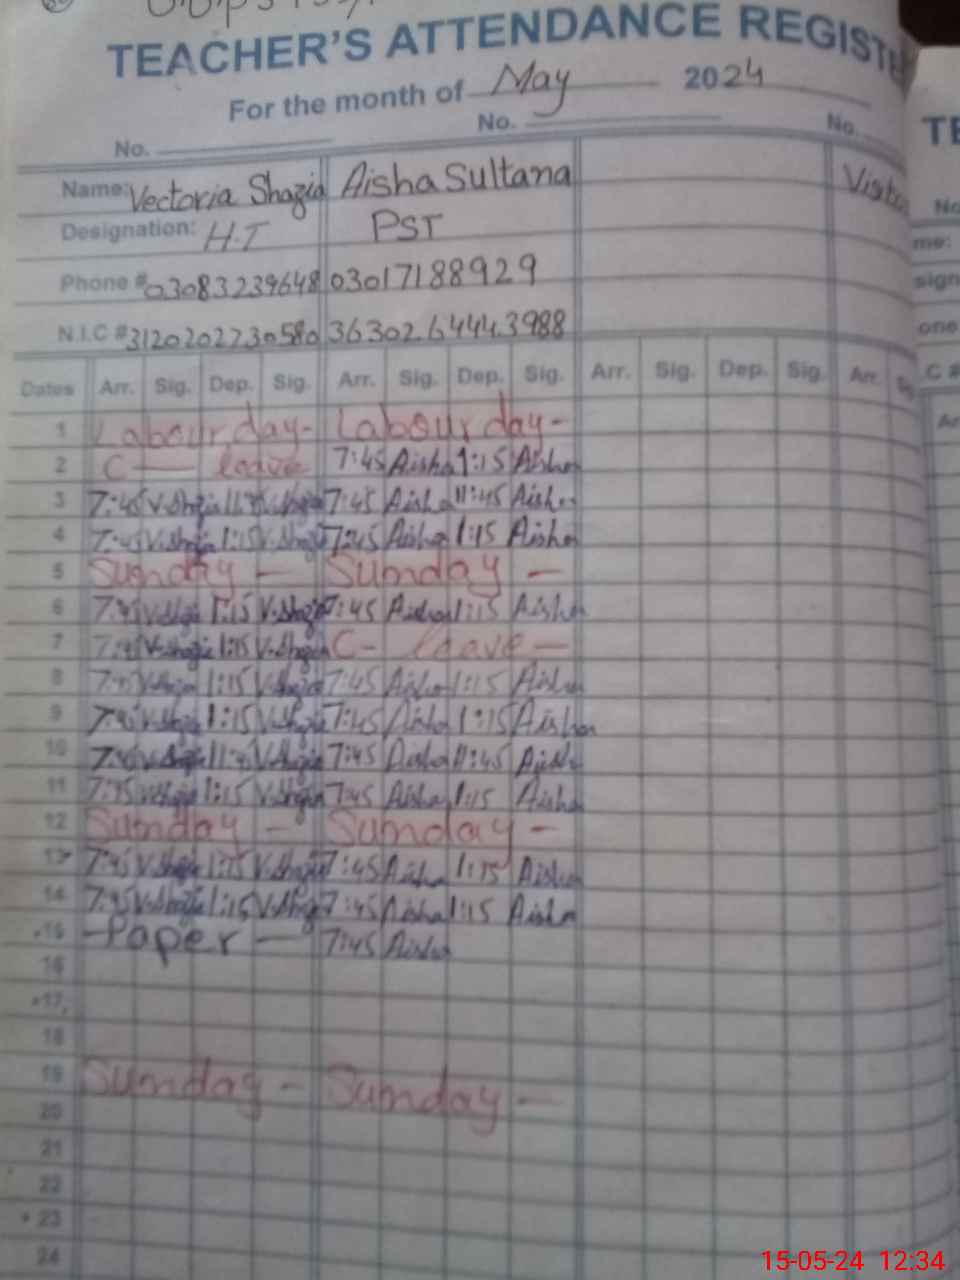 TEACHER'S ATTENDANCE REGISTE
For the month of May 2024
No. No. No.
Name: Vectoria Shazia Aisha Sultana
Designation: H.T PST
Phone # 03083239648 03017188929
N.I.C # 3120202230580 3630264443988
Dates Arr. Sig. Dep. Sig. Arr. Sig. Dep. Sig. Arr. Sig. Dep. Sig. Arr.
1 Labour day- Labour day-
2 C — leave 7:45 Aisha 1:15 Aisha
3 7:45 V.Shazia 11:45 V.Shazia 7:45 Aisha 11:45 Aisha
4 7:45 V.Shazia 1:15 V.Shazia 7:45 Aisha 1:15 Aisha
5 Sunday — Sunday —
6 7:45 V.Shazia 1:15 V.Shazia 7:45 Aisha 1:15 Aisha
7 7:45 V.Shazia 1:15 V.Shazia C- leave —
8 7:45 V.Shazia 1:15 V.Shazia 7:45 Aisha 1:15 Aisha
9 7:45 V.Shazia 1:15 V.Shazia 7:45 Aisha 1:15 Aisha
10 7:45 V.Shazia 11:45 V.Shazia 7:45 Aisha 11:45 Aisha
11 7:45 V.Shazia 1:15 V.Shazia 7:45 Aisha 1:15 Aisha
12 Sunday - Sunday -
13 7:45 V.Shazia 1:15 V.Shazia 7:45 Aisha 1:15 Aisha
14 7:45 V.Shazia 1:15 V.Shazia 7:45 Aisha 1:15 Aisha
15 -Paper — 7:45 Aisha
16
17
18
19 Sunday - Sunday —
20
21
22
23
24
15-05-24 12:34